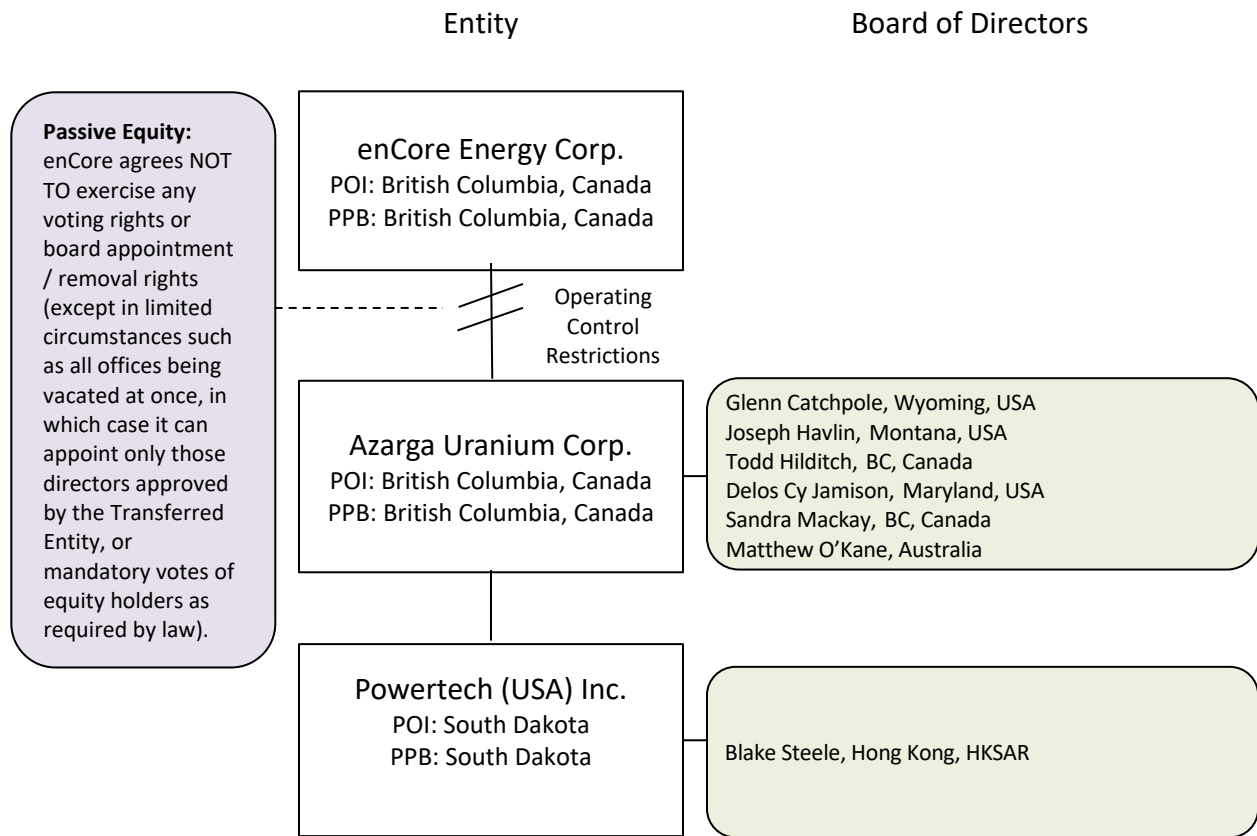 Entity
Board of Directors
Passive Equity:
enCore agrees NOT
TO exercise any
voting rights or
board appointment
/ removal rights
(except in limited
circumstances such
as all offices being
vacated at once, in
which case it can
appoint only those
directors approved
by the Transferred
Entity, or
mandatory votes of
equity holders as
required by law).
enCore Energy Corp.
POI: British Columbia, Canada
PPB: British Columbia, Canada
Operating
Control
Restrictions
Azarga Uranium Corp.
POI: British Columbia, Canada
PPB: British Columbia, Canada
Glenn Catchpole, Wyoming, USA
Joseph Havlin, Montana, USA
Todd Hilditch, BC, Canada
Delos Cy Jamison, Maryland, USA
Sandra Mackay, BC, Canada
Matthew O’Kane, Australia
Powertech (USA) Inc.
POI: South Dakota
PPB: South Dakota
Blake Steele, Hong Kong, HKSAR